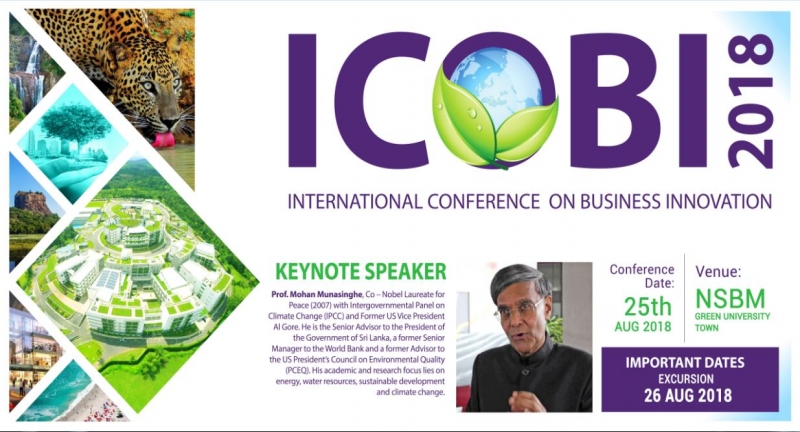 ICOBI 2018
INTERNATIONAL CONFERENCE ON BUSINESS INNOVATION
KEYNOTE SPEAKER
Prof. Mohan Munasinghe, Co – Nobel Laureate for
Peace (2007) with Intergovernmental Panel on
Climate Change (IPCC) and Former US Vice President
Al Gore. He is the Senior Advisor to the President of
the Government of Sri Lanka, a former Senior
Manager to the World Bank and a former Advisor to
the US President's Council on Environmental Quality
(PCEQ). His academic and research focus lies on
energy, water resources, sustainable development
and climate change.
Conference
Date:
25th
AUG 2018
Venue:
NSBM
GREEN UNIVERSITY
TOWN
IMPORTANT DATES
EXCURSION
26 AUG 2018